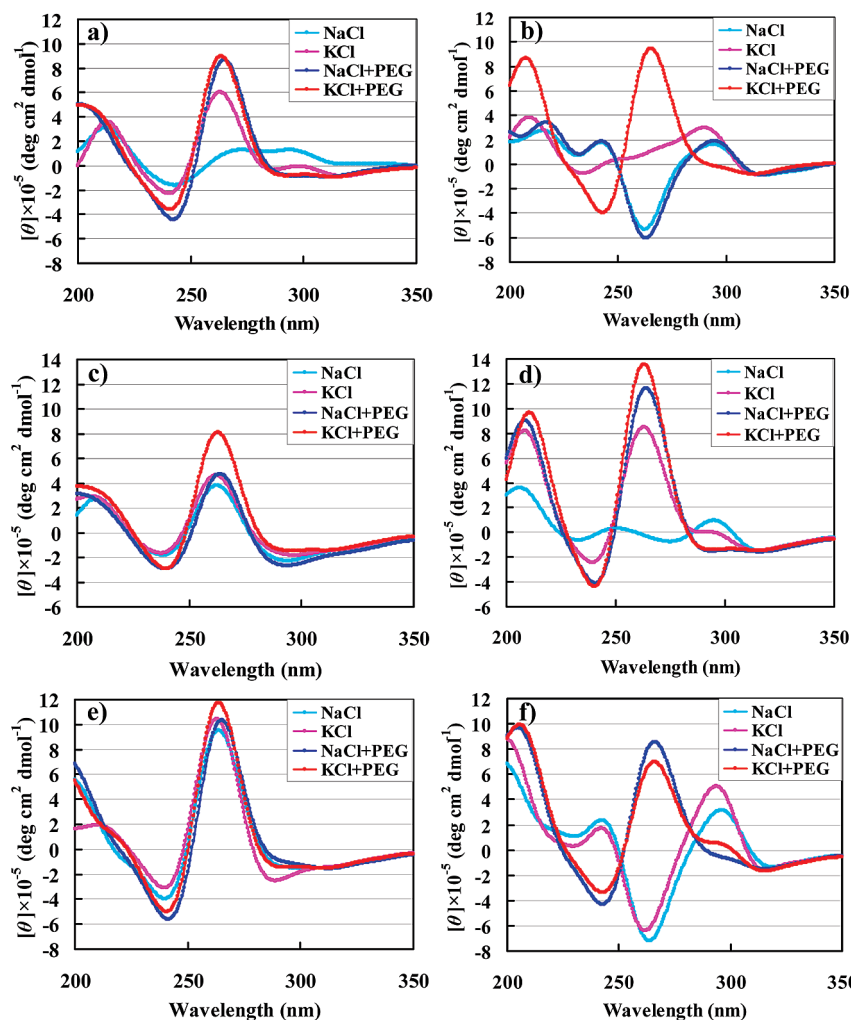 a)
NaCl
KCl
NaCl+PEG
KCl+PEG
12
10
8
6
4
2
0
-2
-4
-6
-8
[θ]×10⁻⁵ (deg cm² dmol⁻¹)
200
250
300
350
Wavelength (nm)
b)
NaCl
KCl
NaCl+PEG
KCl+PEG
12
10
8
6
4
2
0
-2
-4
-6
-8
[θ]×10⁻⁵ (deg cm² dmol⁻¹)
200
250
300
350
Wavelength (nm)
c)
NaCl
KCl
NaCl+PEG
KCl+PEG
14
12
10
8
6
4
2
0
-2
-4
-6
[θ]×10⁻⁵ (deg cm² dmol⁻¹)
200
250
300
350
Wavelength (nm)
d)
NaCl
KCl
NaCl+PEG
KCl+PEG
14
12
10
8
6
4
2
0
-2
-4
-6
[θ]×10⁻⁵ (deg cm² dmol⁻¹)
200
250
300
350
Wavelength (nm)
e)
NaCl
KCl
NaCl+PEG
KCl+PEG
12
10
8
6
4
2
0
-2
-4
-6
-8
[θ]×10⁻⁵ (deg cm² dmol⁻¹)
200
250
300
350
Wavelength (nm)
f)
NaCl
KCl
NaCl+PEG
KCl+PEG
12
10
8
6
4
2
0
-2
-4
-6
-8
[θ]×10⁻⁵ (deg cm² dmol⁻¹)
200
250
300
350
Wavelength (nm)